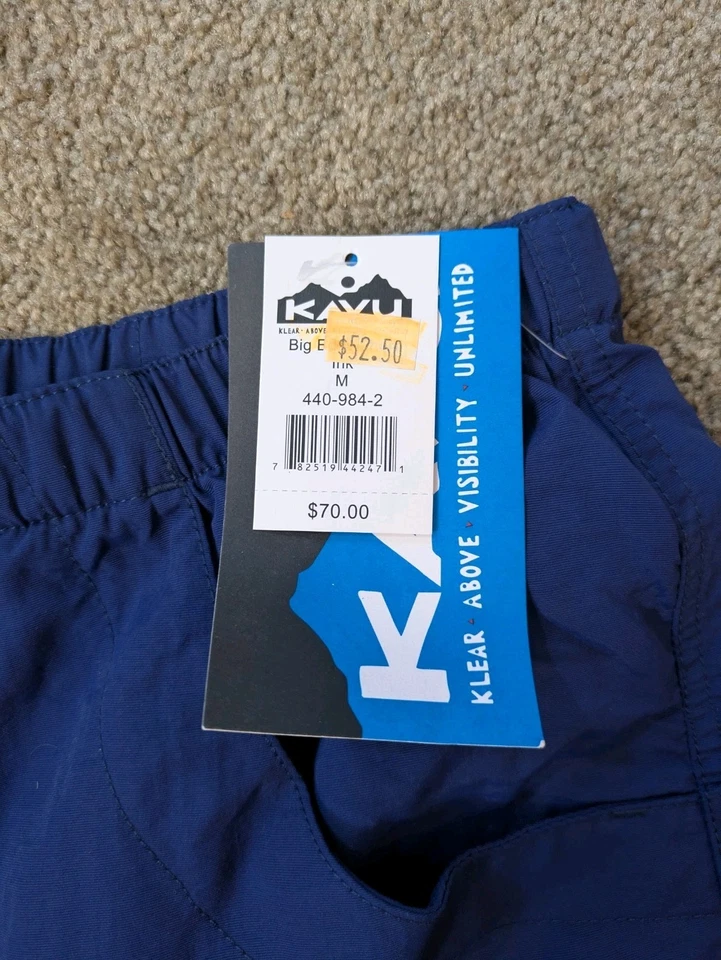 KAVU
KLEAR · ABOVE
Big E
$52.50
Ink
M
440-984-2
7 82519 44247 1
$70.00
KLEAR · ABOVE · VISIBILITY · UNLIMITED